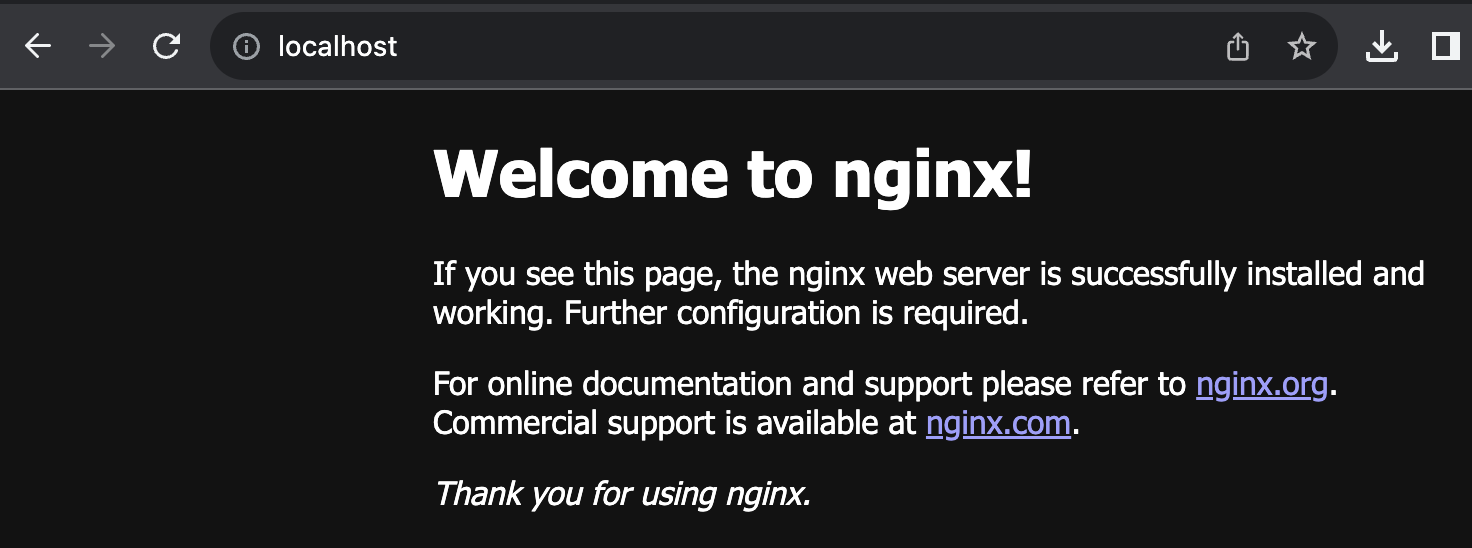 localhost
Welcome to nginx!
If you see this page, the nginx web server is successfully installed and
working. Further configuration is required.
For online documentation and support please refer to nginx.org.
Commercial support is available at nginx.com.
Thank you for using nginx.